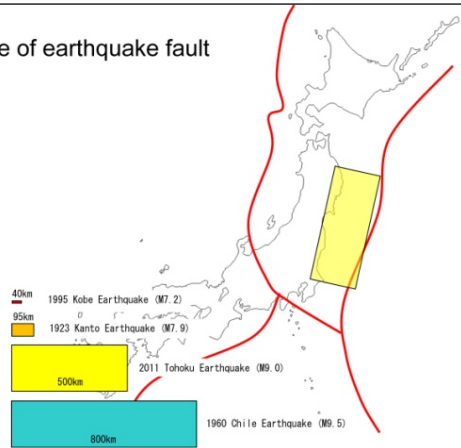 e of earthquake fault
40km
1995 Kobe Earthquake (M7.2)
95km
1923 Kanto Earthquake (M7.9)
2011 Tohoku Earthquake (M9.0)
500km
1960 Chile Earthquake (M9.5)
800km